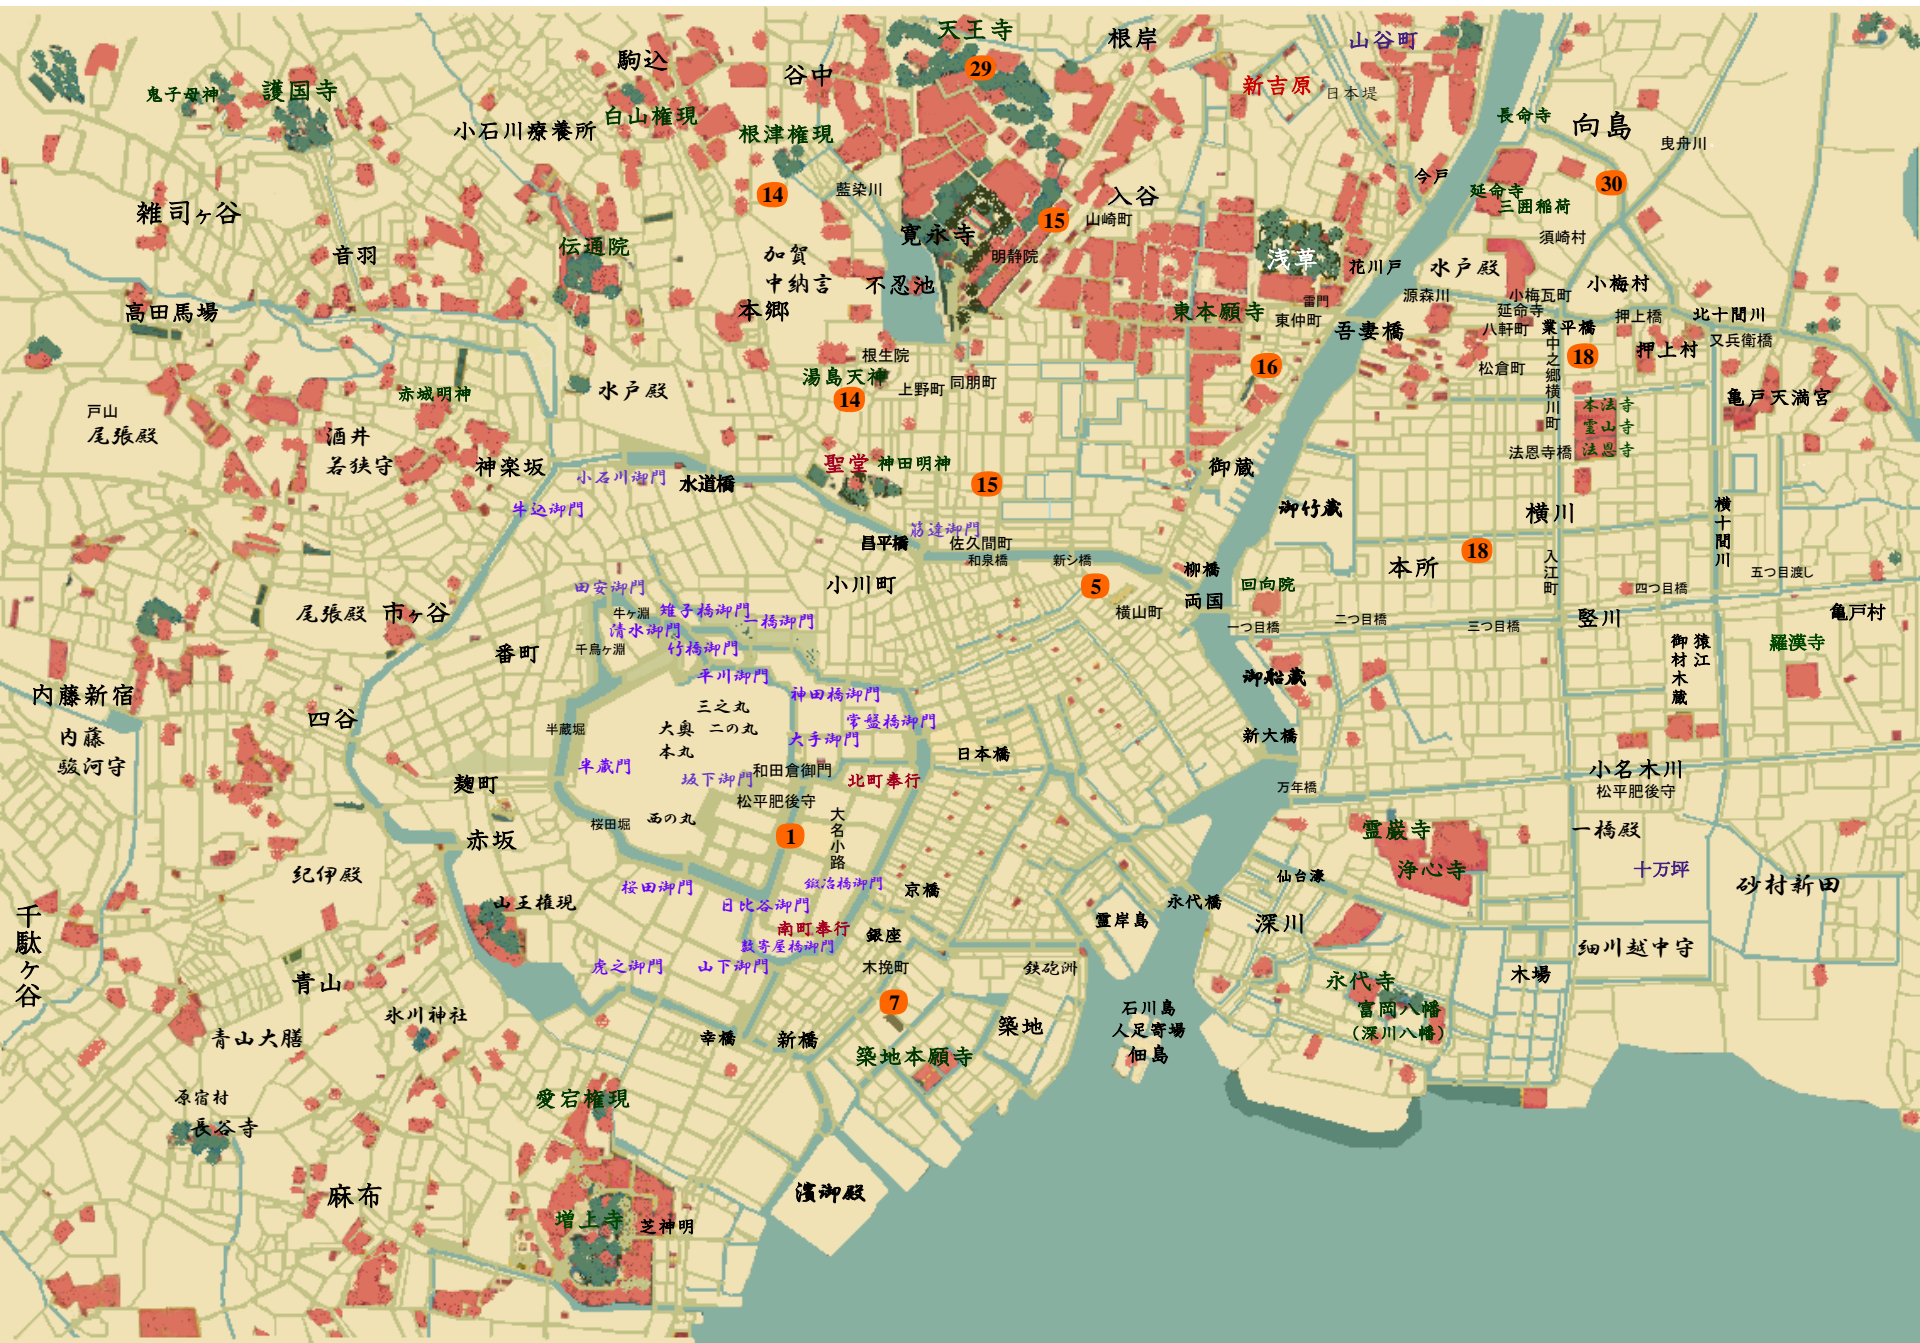 天王寺
根岸
山谷町
駒込
谷中
29
新吉原
日本堤
鬼子母神
護国寺
白山権現
根津権現
小石川療養所
長命寺
向島
曳舟川
今戸
延命寺
三囲稲荷
30
14
藍染川
入谷
15
山崎町
雑司ヶ谷
音羽
伝通院
加賀
中納言
寛永寺
明静院
浅草
花川戸
水戸殿
須崎村
本郷
不忍池
高田馬場
東本願寺
雷門
東仲町
源森川
小梅瓦町
小梅村
延命寺
吾妻橋
八軒町
業平橋
押上橋
北十間川
中之郷横川町
18
押上村
又兵衛橋
根生院
湯島天神
上野町
同朋町
14
16
松倉町
赤城明神
水戸殿
亀戸天満宮
本法寺
霊山寺
法恩寺
法恩寺橋
戸山
尾張殿
酒井
若狭守
神楽坂
小石川御門
水道橋
聖堂
神田明神
15
御蔵
牛込御門
御竹蔵
横川
横十間川
筋違御門
昌平橋
佐久間町
和泉橋
新シ橋
18
本所
入江町
小川町
5
柳橋
両国
回向院
横山町
四つ目橋
五つ目渡し
田安御門
尾張殿
市ヶ谷
牛ヶ淵
雉子橋御門
一橋御門
清水御門
竹橋御門
千鳥ヶ淵
番町
一つ目橋
二つ目橋
三つ目橋
竪川
亀戸村
平川御門
神田橋御門
御船蔵
猿江
御材木蔵
羅漢寺
内藤新宿
四谷
内藤
駿河守
半蔵堀
三之丸
大奥
二の丸
本丸
常盤橋御門
大手御門
日本橋
新大橋
半蔵門
坂下御門
和田倉御門
北町奉行
麹町
松平肥後守
万年橋
小名木川
松平肥後守
桜田堀
西の丸
1
大名小路
赤坂
霊巌寺
浄心寺
一橋殿
十万坪
砂村新田
紀伊殿
桜田御門
鍛冶橋御門
京橋
仙台濠
日比谷御門
山王権現
南町奉行
銀座
霊岸島
永代橋
深川
数寄屋橋御門
千駄ヶ谷
虎之御門
山下御門
木挽町
鉄砲洲
細川越中守
木場
青山
永代寺
富岡八幡
(深川八幡)
7
石川島
人足寄場
佃島
築地
氷川神社
青山大膳
幸橋
新橋
築地本願寺
愛宕権現
原宿村
長谷寺
麻布
濱御殿
増上寺
芝神明